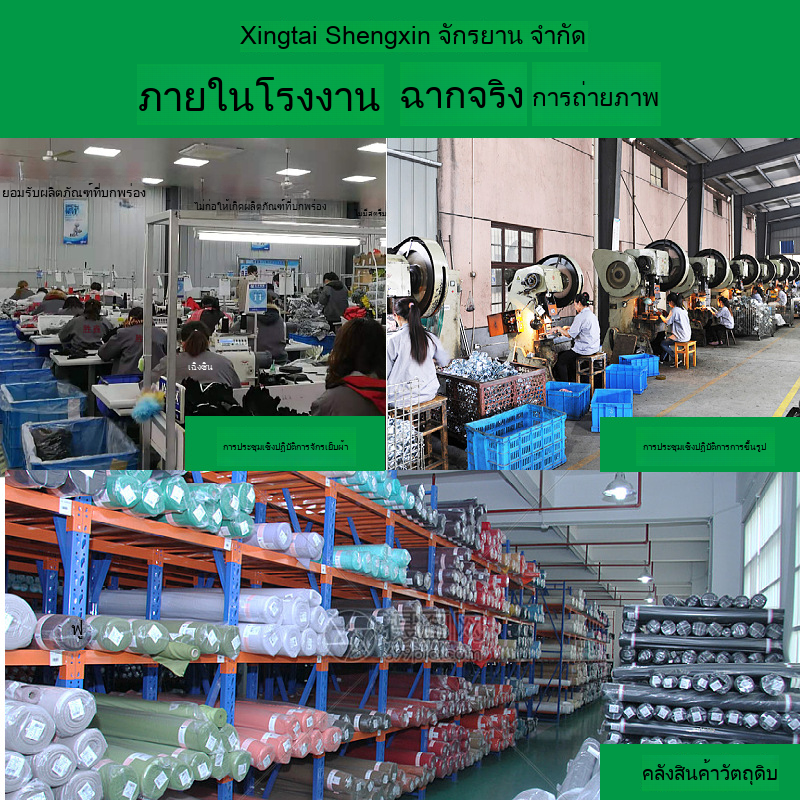 Xingtai Shengxin จักรยาน จำกัด
ภายในโรงงาน ฉากจริง การถ่ายภาพ
ยอมรับผลิตภัณฑ์ที่บกพร่อง
ไม่ก่อให้เกิดผลิตภัณฑ์ที่บกพร่อง
เฉิงซิน
การประชุมเชิงปฏิบัติการจักรเย็บผ้า
การประชุมเชิงปฏิบัติการการขึ้นรูป
ฟู
คลังสินค้าวัตถุดิบ